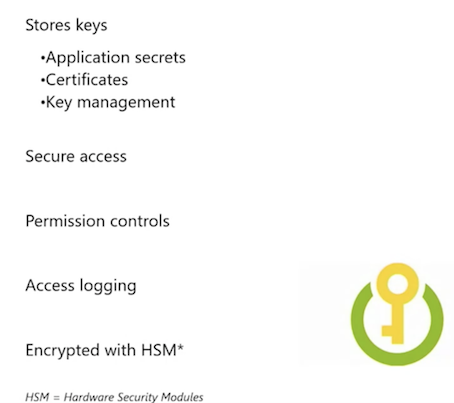 Stores keys
•Application secrets
•Certificates
•Key management
Secure access
Permission controls
Access logging
Encrypted with HSM*
HSM = Hardware Security Modules